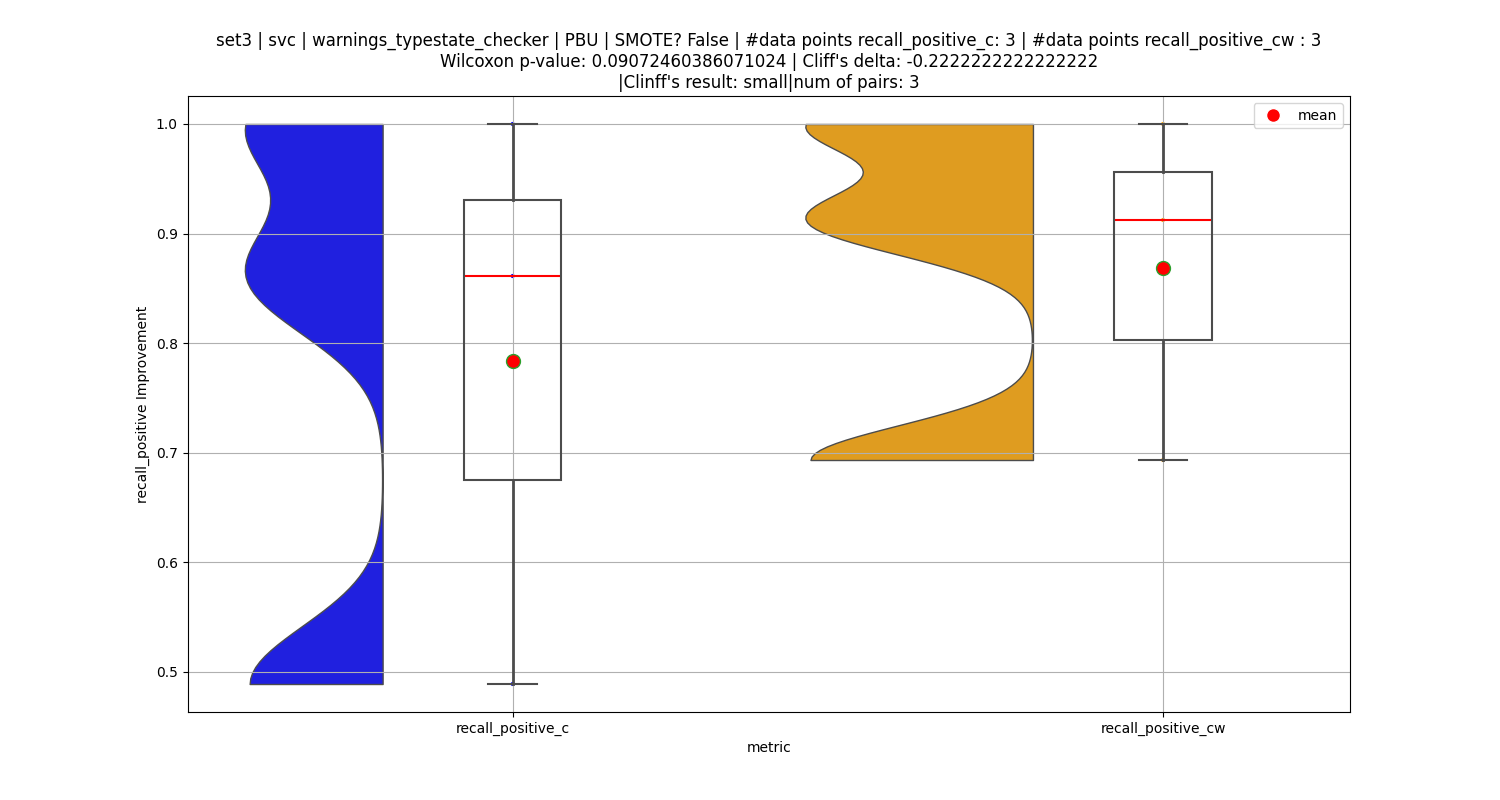 set3 | svc | warnings_typestate_checker | PBU | SMOTE? False | #data points recall_positive_c: 3 | #data points recall_positive_cw : 3
Wilcoxon p-value: 0.09072460386071024 | Cliff's delta: -0.2222222222222222
|Clinff's result: small|num of pairs: 3
mean
1.0
0.9
0.8
0.7
0.6
0.5
recall_positive Improvement
recall_positive_c
recall_positive_cw
metric